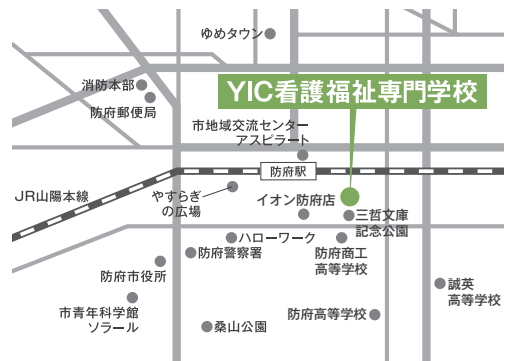 ゆめタウン
消防本部
防府郵便局
YIC看護福祉専門学校
市地域交流センター
アスピラート
防府駅
JR山陽本線
やすらぎ
の広場
イオン防府店
三哲文庫
記念公園
ハローワーク
防府警察署
防府商工
高等学校
防府市役所
誠英
高等学校
市青年科学館
ソラール
桑山公園
防府高等学校